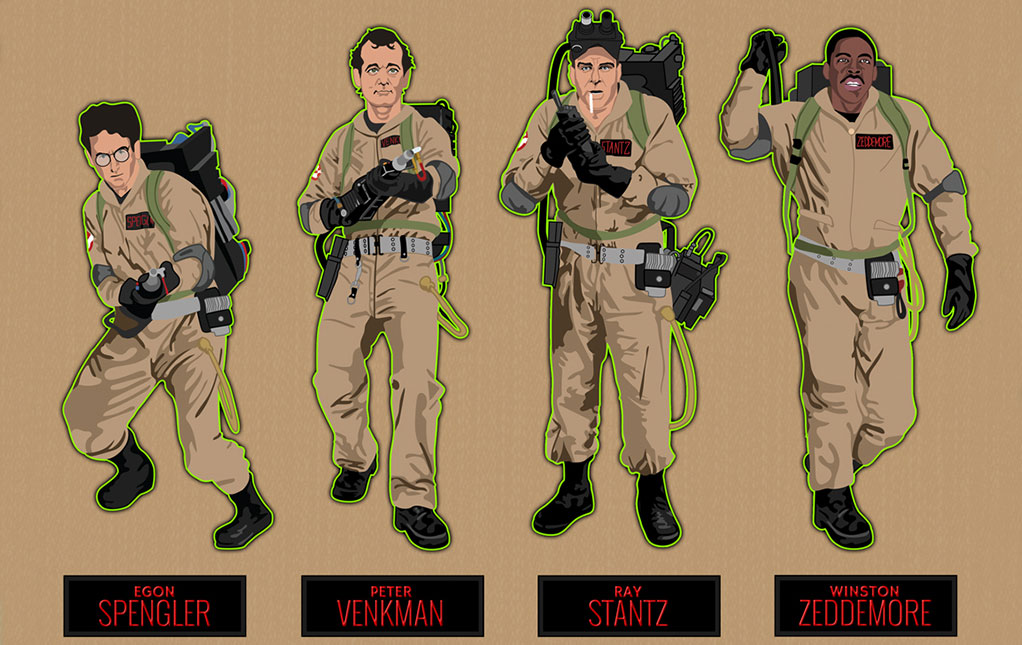 SPENGLER
STANTZ
ZEDDEMORE
EGON
SPENGLER
PETER
VENKMAN
RAY
STANTZ
WINSTON
ZEDDEMORE